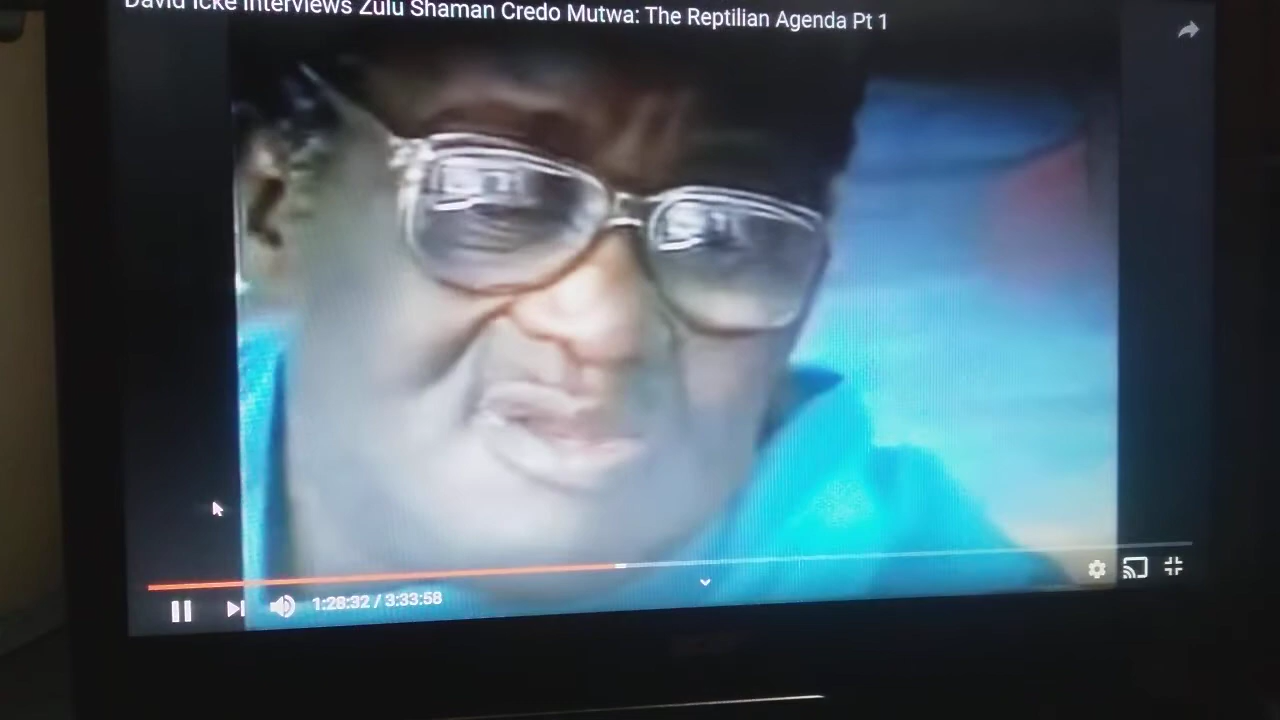 David Icke Interviews Zulu Shaman Credo Mutwa: The Reptilian Agenda Pt 1
1:28:32 / 3:33:58